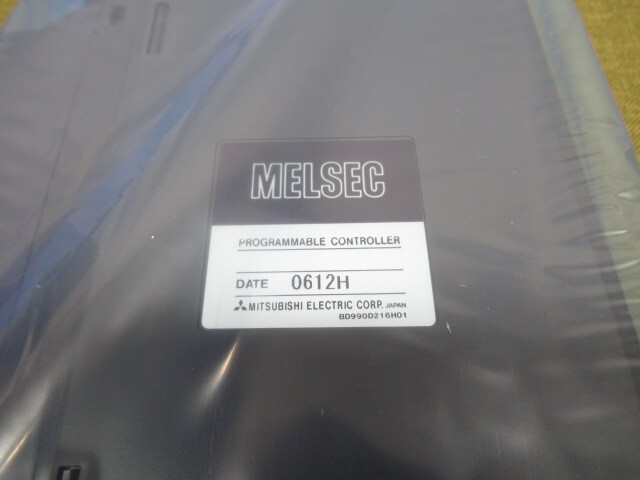 MELSEC
PROGRAMMABLE CONTROLLER
DATE 0612H
MITSUBISHI ELECTRIC CORP. JAPAN
BD990D216H01